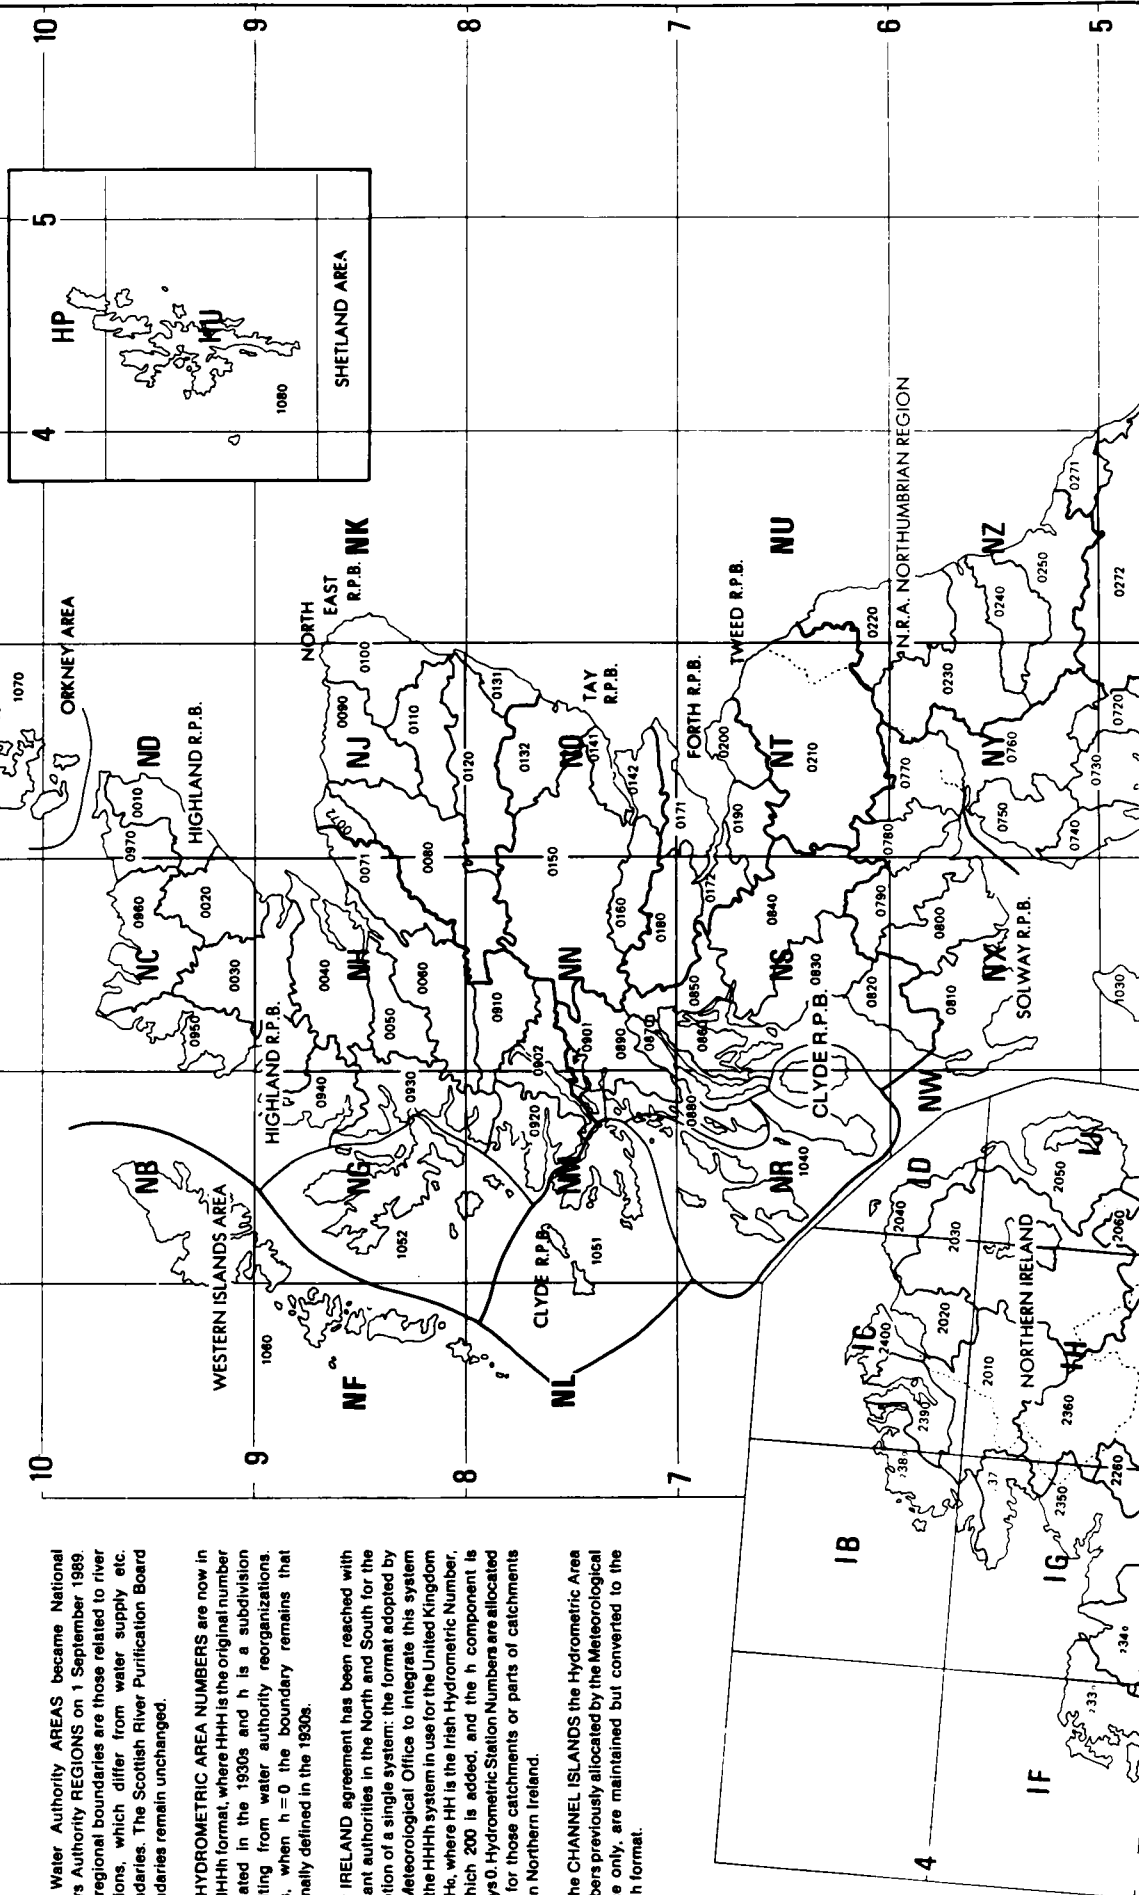 Water Authority AREAS became National
s Authority REGIONS on 1 September 1989.
regional boundaries are those related to river
ions, which differ from water supply etc.
daries. The Scottish River Purification Board
daries remain unchanged.
HYDROMETRIC AREA NUMBERS are now in
HHh format, where HHH is the original number
ated in the 1930s and h is a subdivision
ting from water authority reorganizations.
, when h = 0 the boundary remains that
nally defined in the 1930s.
IRELAND agreement has been reached with
ant authorities in the North and South for the
tion of a single system: the format adopted by
Meteorological Office to integrate this system
the HHHh system in use for the United Kingdom
Ho, where HH is the Irish Hydrometric Number,
hich 200 is added, and the h component is
ys 0. Hydrometric Station Numbers are allocated
for those catchments or parts of catchments
n Northern Ireland.
he CHANNEL ISLANDS the Hydrometric Area
bers previously allocated by the Meteorological
e only, are maintained but converted to the
h format.
10
9
8
7
4
10
9
8
7
6
5
HP
HU
1080
SHETLAND AREA
4
5
1070
ORKNEY AREA
NB
WESTERN ISLANDS AREA
1060
NF
NL
NC
ND
0950
0960
0970
0010
0020
0030
HIGHLAND R.P.B.
HIGHLAND R.P.B.
0940
0930
NG
1052
NH
0040
0050
0060
0071
0072
0080
NJ
0090
0100
0110
NORTH
EAST
R.P.B.
NK
0120
0131
0132
NO
0141
0142
TAY
R.P.B.
0150
0160
0171
0172
0180
NN
0910
0901
0902
0920
NM
CLYDE R.P.B.
1051
0890
0870
0860
0850
0880
FORTH R.P.B.
0200
0190
NT
0210
TWEED R.P.B.
NU
NR
1040
CLYDE R.P.B.
NS
0840
0830
0820
0810
0800
0790
0780
0770
0220
N.R.A. NORTHUMBRIAN REGION
0230
0240
0250
0271
0272
NZ
NY
0760
0750
0740
0730
0720
NX
SOLWAY R.P.B.
NW
1030
IB
IC
ID
2400
2390
38
37
2040
2030
2020
2010
NORTHERN IRELAND
2050
IJ
2060
IH
2360
2350
2260
IG
IF
33
34